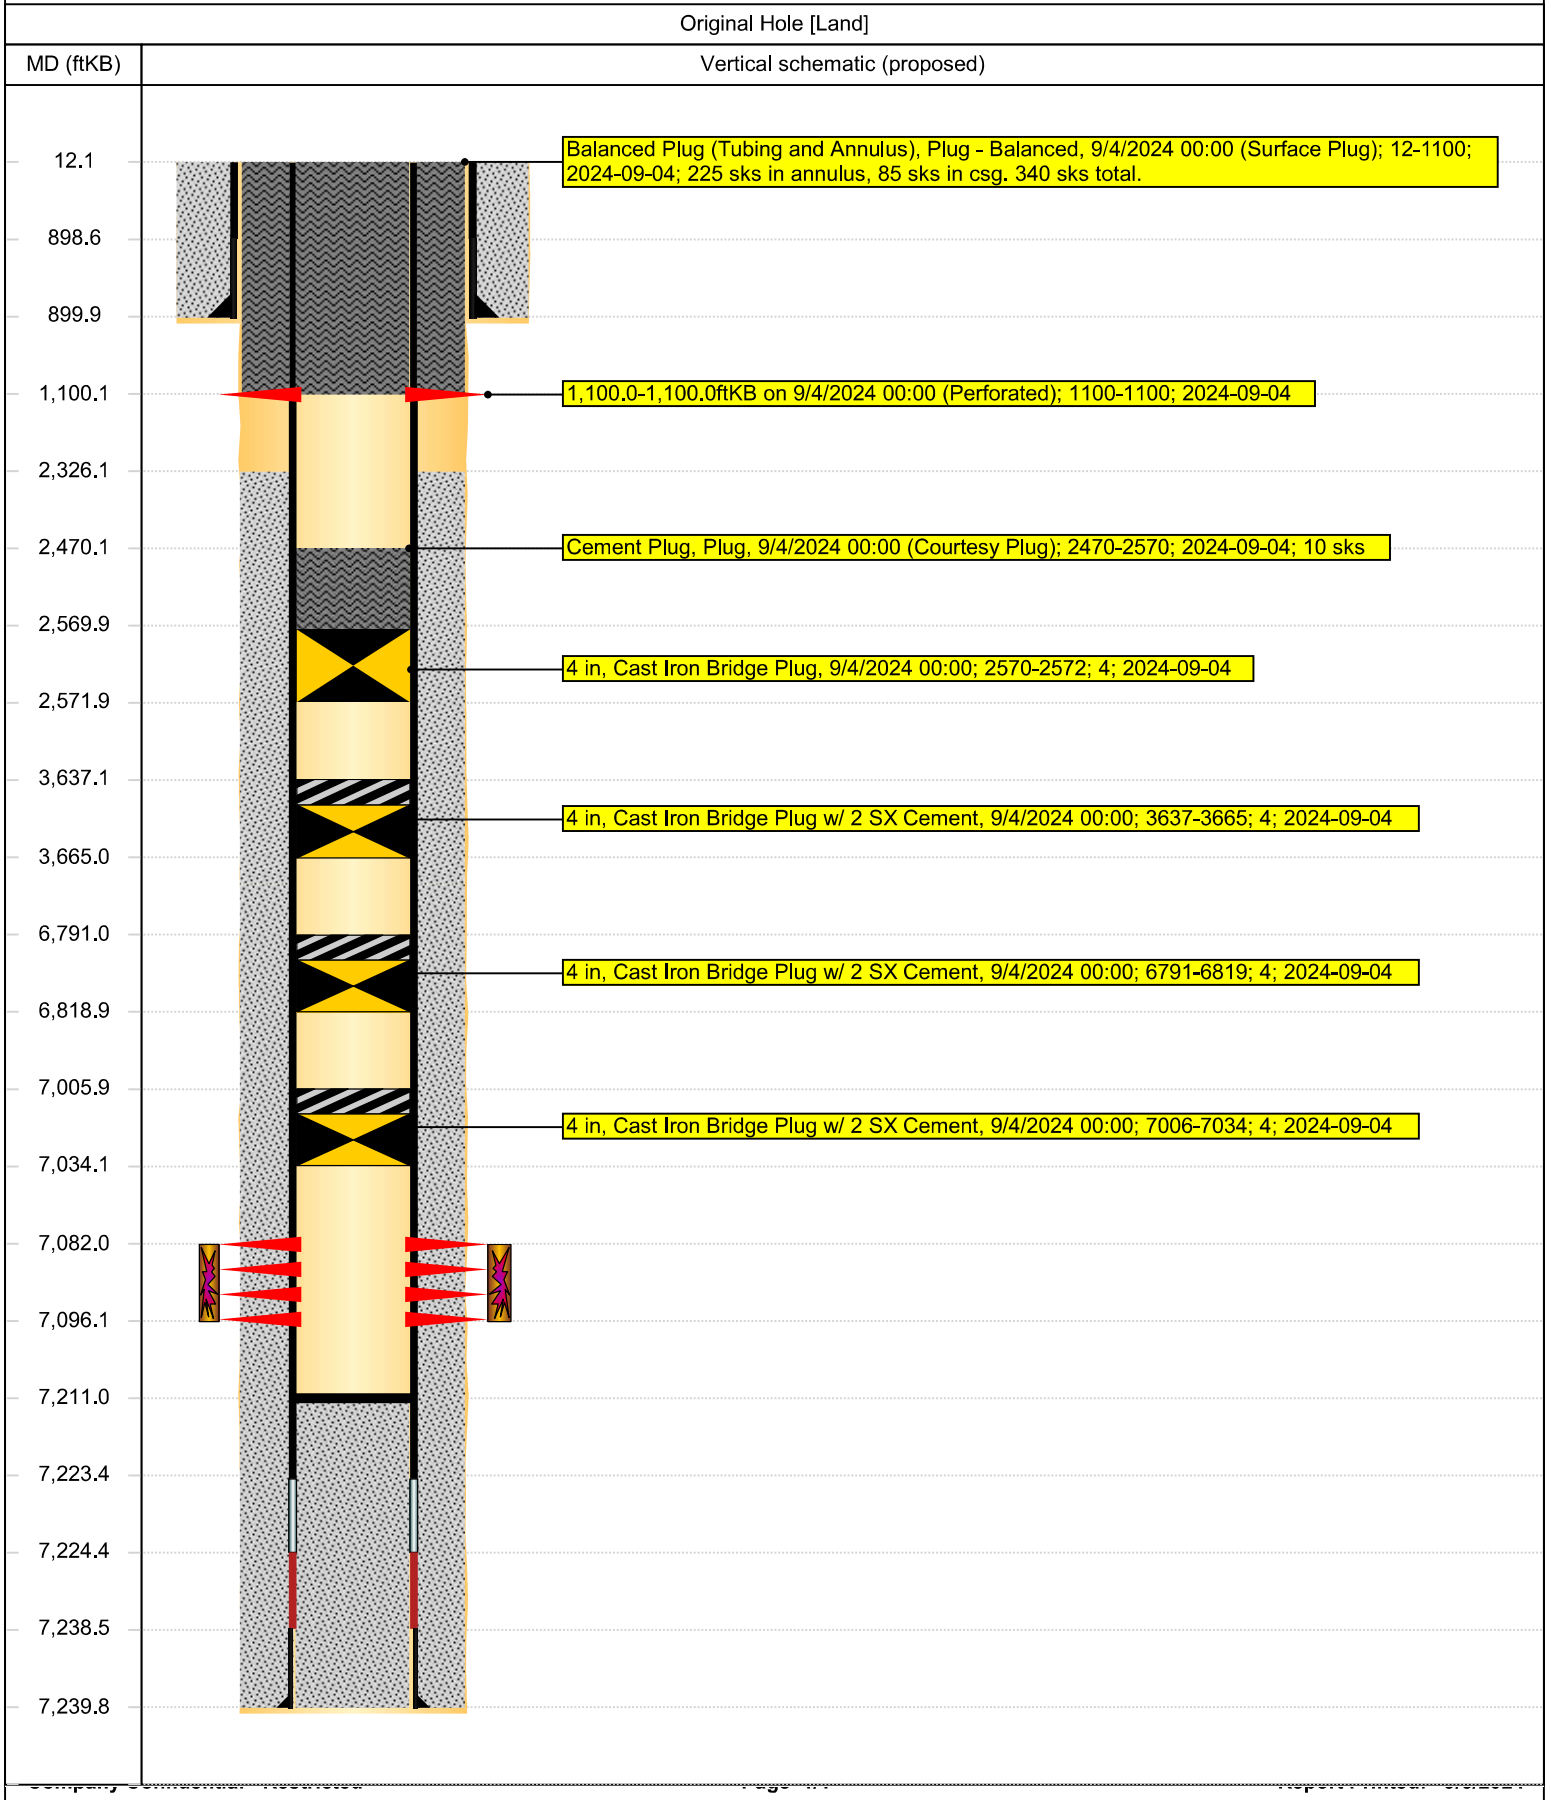 Original Hole [Land]
MD (ftKB)
Vertical schematic (proposed)
12.1
Balanced Plug (Tubing and Annulus), Plug - Balanced, 9/4/2024 00:00 (Surface Plug); 12-1100;
2024-09-04; 225 sks in annulus, 85 sks in csg. 340 sks total.
898.6
899.9
1,100.1
1,100.0-1,100.0ftKB on 9/4/2024 00:00 (Perforated); 1100-1100; 2024-09-04
2,326.1
2,470.1
Cement Plug, Plug, 9/4/2024 00:00 (Courtesy Plug); 2470-2570; 2024-09-04; 10 sks
2,569.9
4 in, Cast Iron Bridge Plug, 9/4/2024 00:00; 2570-2572; 4; 2024-09-04
2,571.9
3,637.1
4 in, Cast Iron Bridge Plug w/ 2 SX Cement, 9/4/2024 00:00; 3637-3665; 4; 2024-09-04
3,665.0
6,791.0
4 in, Cast Iron Bridge Plug w/ 2 SX Cement, 9/4/2024 00:00; 6791-6819; 4; 2024-09-04
6,818.9
7,005.9
4 in, Cast Iron Bridge Plug w/ 2 SX Cement, 9/4/2024 00:00; 7006-7034; 4; 2024-09-04
7,034.1
7,082.0
7,096.1
7,211.0
7,223.4
7,224.4
7,238.5
7,239.8